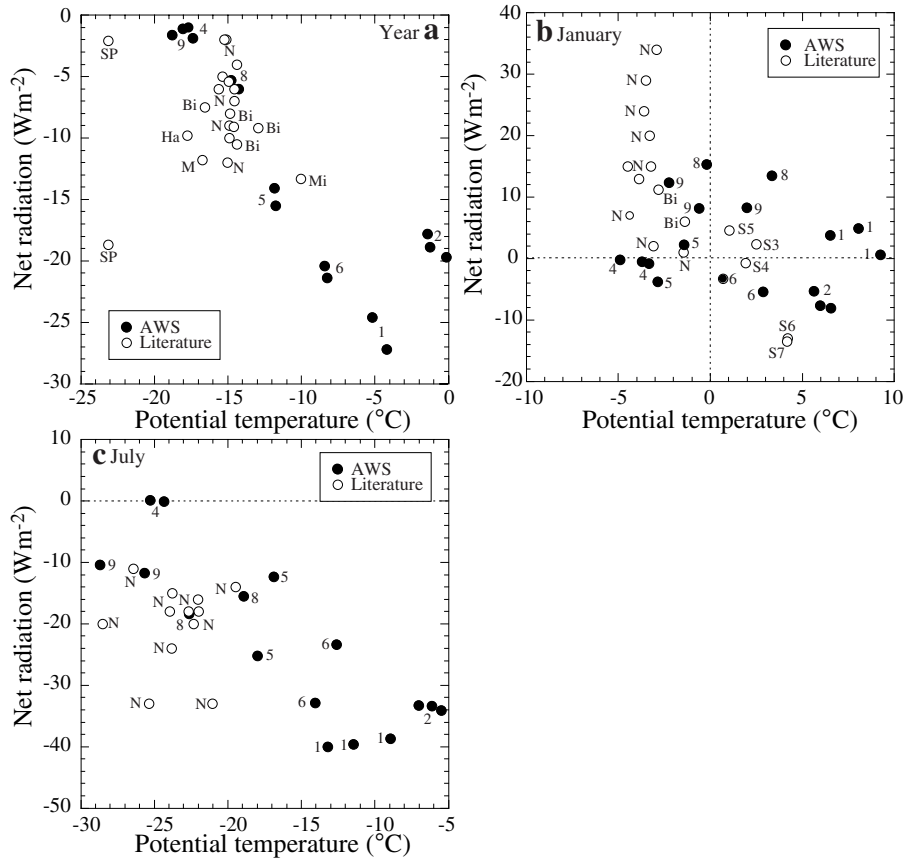 Year a
0
-5
-10
-15
-20
-25
-30
Net radiation (Wm-2)
SP
9
4
N
8
Bi
N
Bi
Ha
N
Bi
Bi
M
N
Mi
5
SP
2
6
1
AWS
Literature
-25
-20
-15
-10
-5
0
Potential temperature (°C)
b January
40
30
20
10
0
-10
-20
Net radiation (Wm-2)
AWS
Literature
N
N
N
N
N
8
9
8
Bi
N
Bi
9
9
S5
1
1
N
5
S3
N
S4
1
4
4
5
6
6
2
S6
S7
-10
-5
0
5
10
Potential temperature (°C)
c July
10
0
-10
-20
-30
-40
-50
Net radiation (Wm-2)
AWS
Literature
4
9
N
9
5
N
N
N
8
N
8
N
N
5
6
N
N
6
2
1
1
1
-30
-25
-20
-15
-10
-5
Potential temperature (°C)